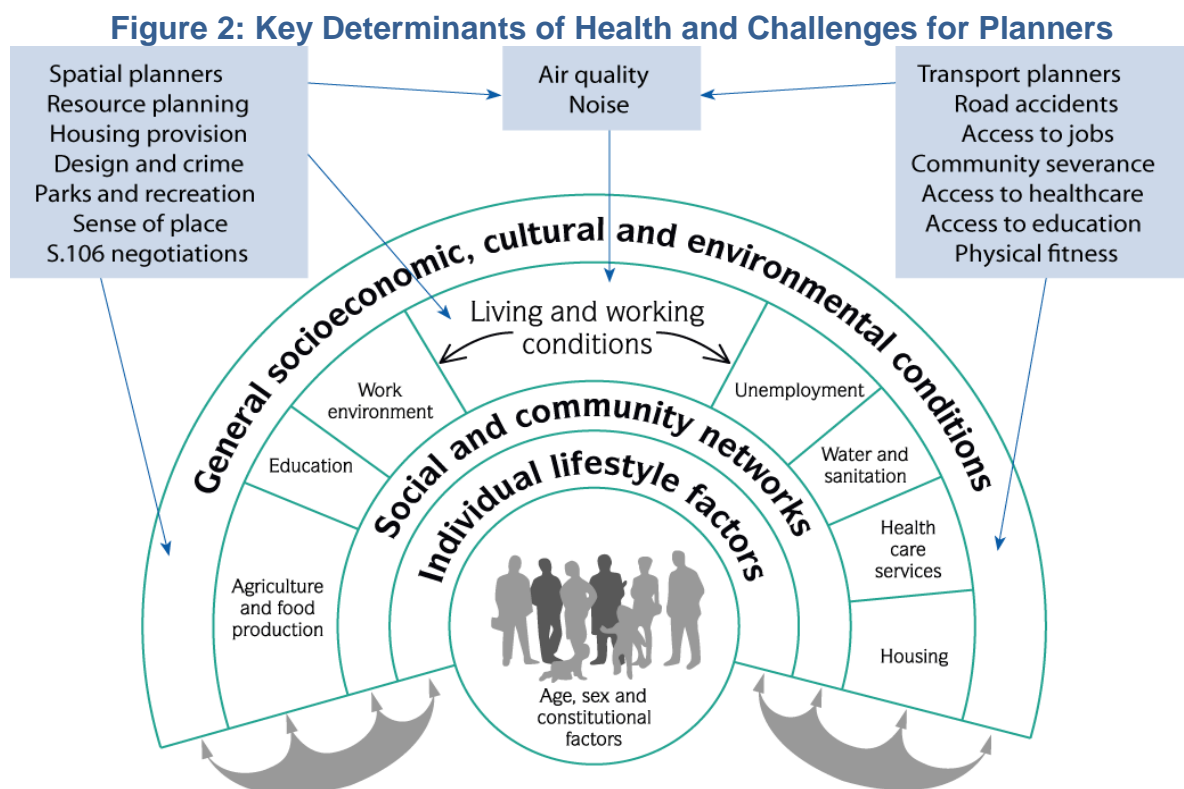 Figure 2: Key Determinants of Health and Challenges for Planners
Spatial planners
Resource planning
Housing provision
Design and crime
Parks and recreation
Sense of place
S.106 negotiations
Air quality
Noise
Transport planners
Road accidents
Access to jobs
Community severance
Access to healthcare
Access to education
Physical fitness
General socioeconomic, cultural and environmental conditions
Living and working
conditions
Work
environment
Education
Agriculture
and food
production
Unemployment
Water and
sanitation
Health
care
services
Housing
Social and community networks
Individual lifestyle factors
Age, sex and
constitutional
factors